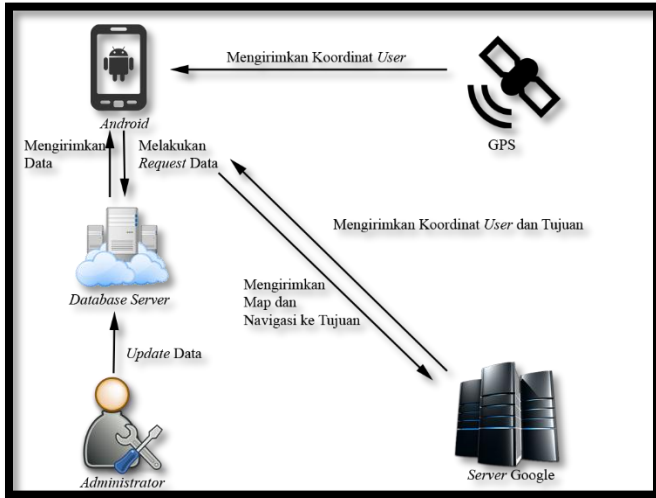 Mengirimkan Koordinat User
Android
GPS
Mengirimkan
Data
Melakukan
Request Data
Mengirimkan Koordinat User dan Tujuan
Mengirimkan
Map dan
Navigasi ke Tujuan
Database Server
Update Data
Administrator
Server Google